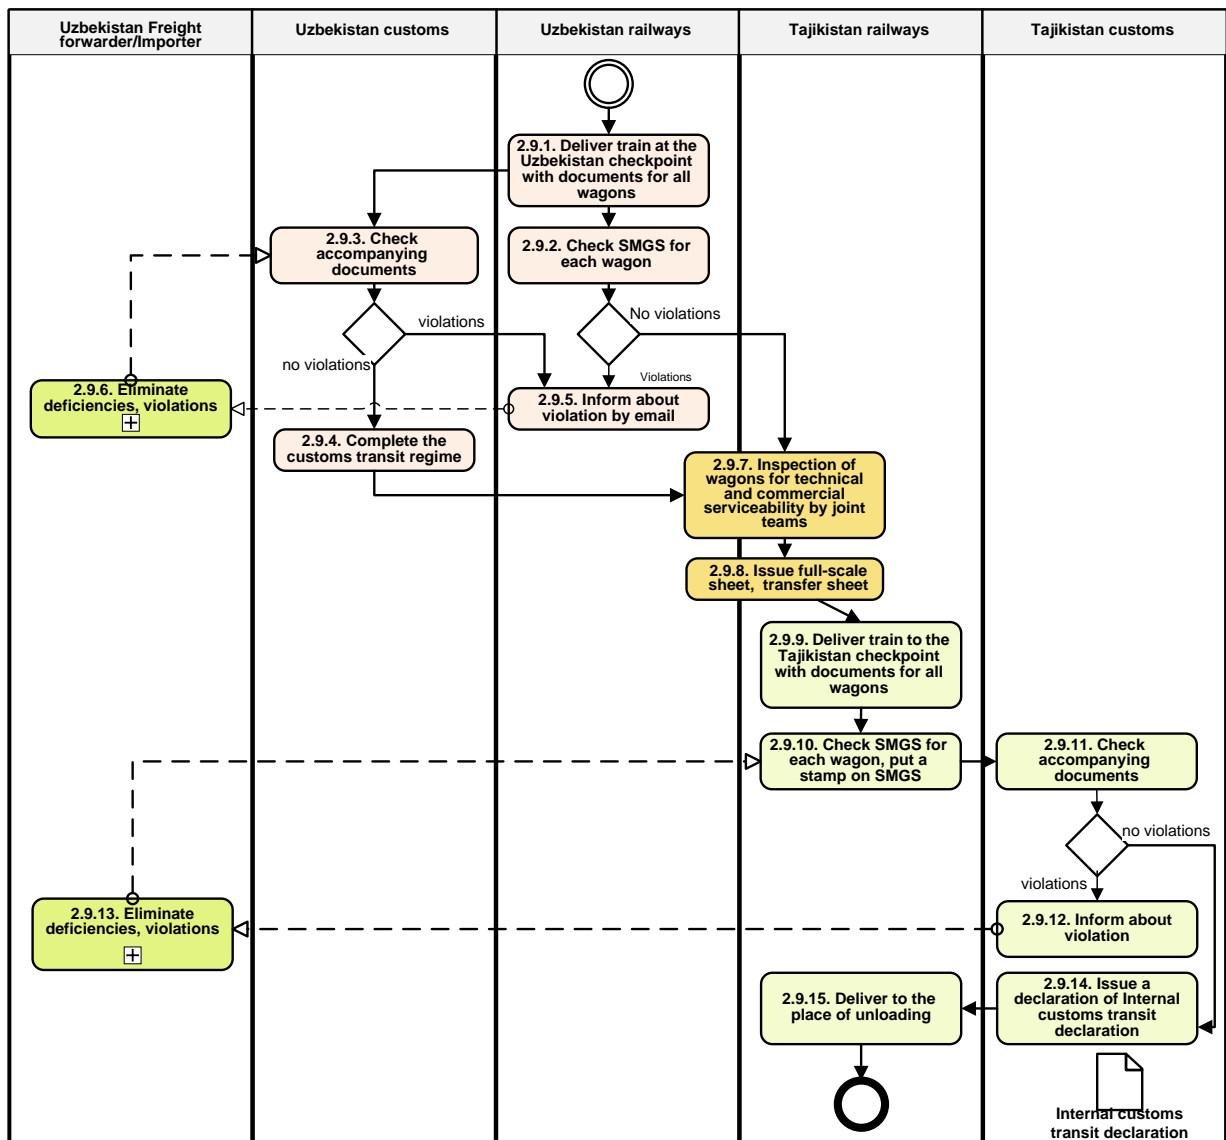 Uzbekistan Freight
forwarder/Importer
Uzbekistan customs
Uzbekistan railways
Tajikistan railways
Tajikistan customs
2.9.1. Deliver train at the
Uzbekistan checkpoint
with documents for all
wagons
2.9.3. Check
accompanying
documents
2.9.2. Check SMGS for
each wagon
violations
No violations
no violations
Violations
2.9.6. Eliminate
deficiencies, violations
2.9.5. Inform about
violation by email
2.9.4. Complete the
customs transit regime
2.9.7. Inspection of
wagons for technical
and commercial
serviceability by joint
teams
2.9.8. Issue full-scale
sheet, transfer sheet
2.9.9. Deliver train to the
Tajikistan checkpoint
with documents for all
wagons
2.9.10. Check SMGS for
each wagon, put a
stamp on SMGS
2.9.11. Check
accompanying
documents
no violations
violations
2.9.13. Eliminate
deficiencies, violations
2.9.12. Inform about
violation
2.9.15. Deliver to the
place of unloading
2.9.14. Issue a
declaration of Internal
customs transit
declaration
Internal customs
transit declaration